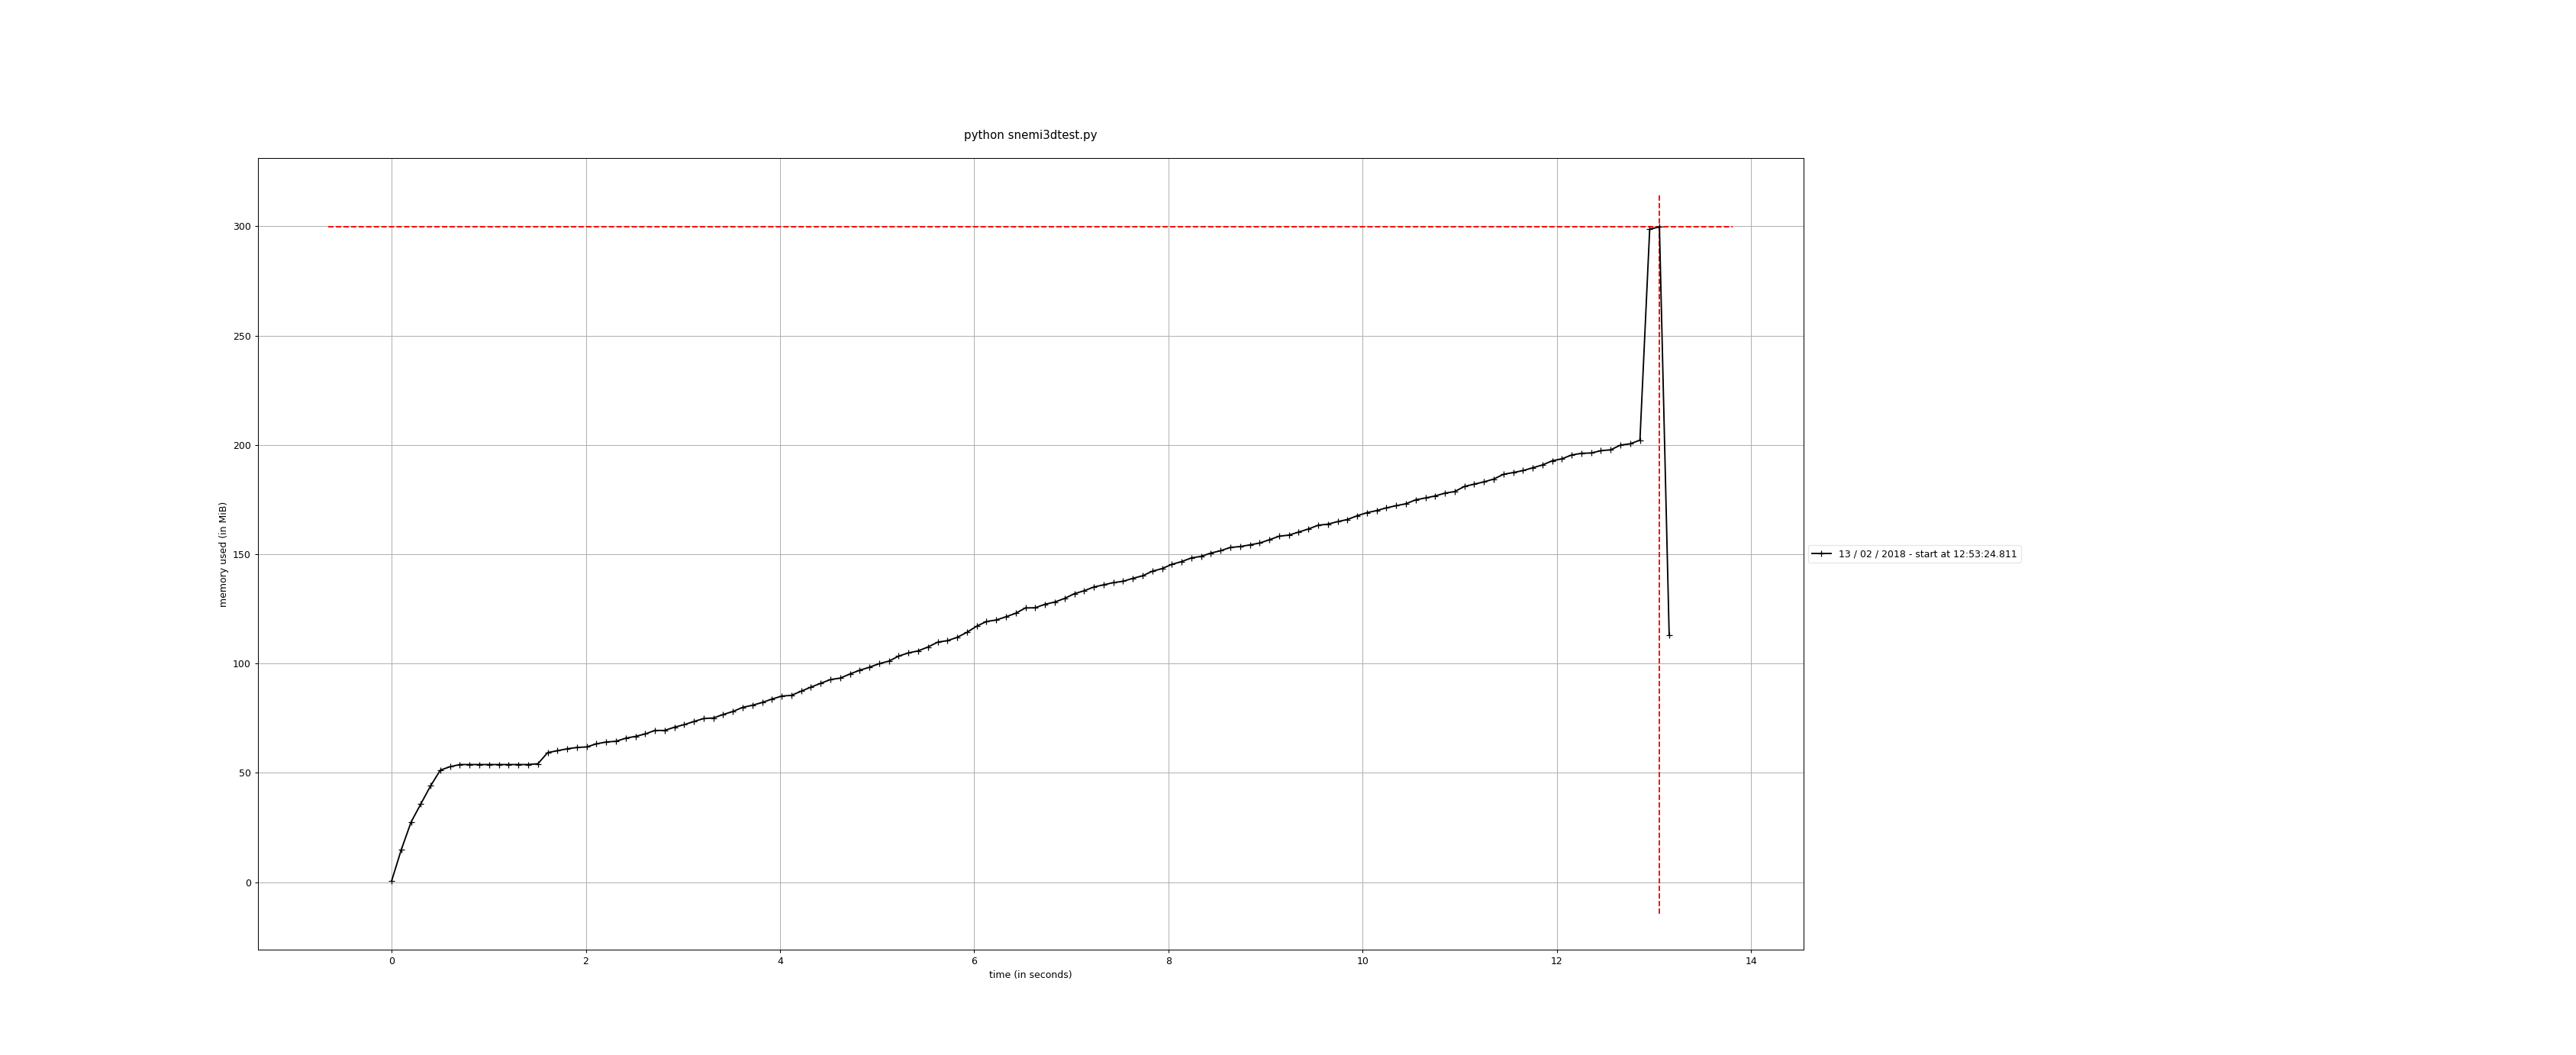 python snemi3dtest.py
300
250
200
150
100
50
0
memory used (in MiB)
0 2 4 6 8 10 12 14
time (in seconds)
13 / 02 / 2018 - start at 12:53:24.811